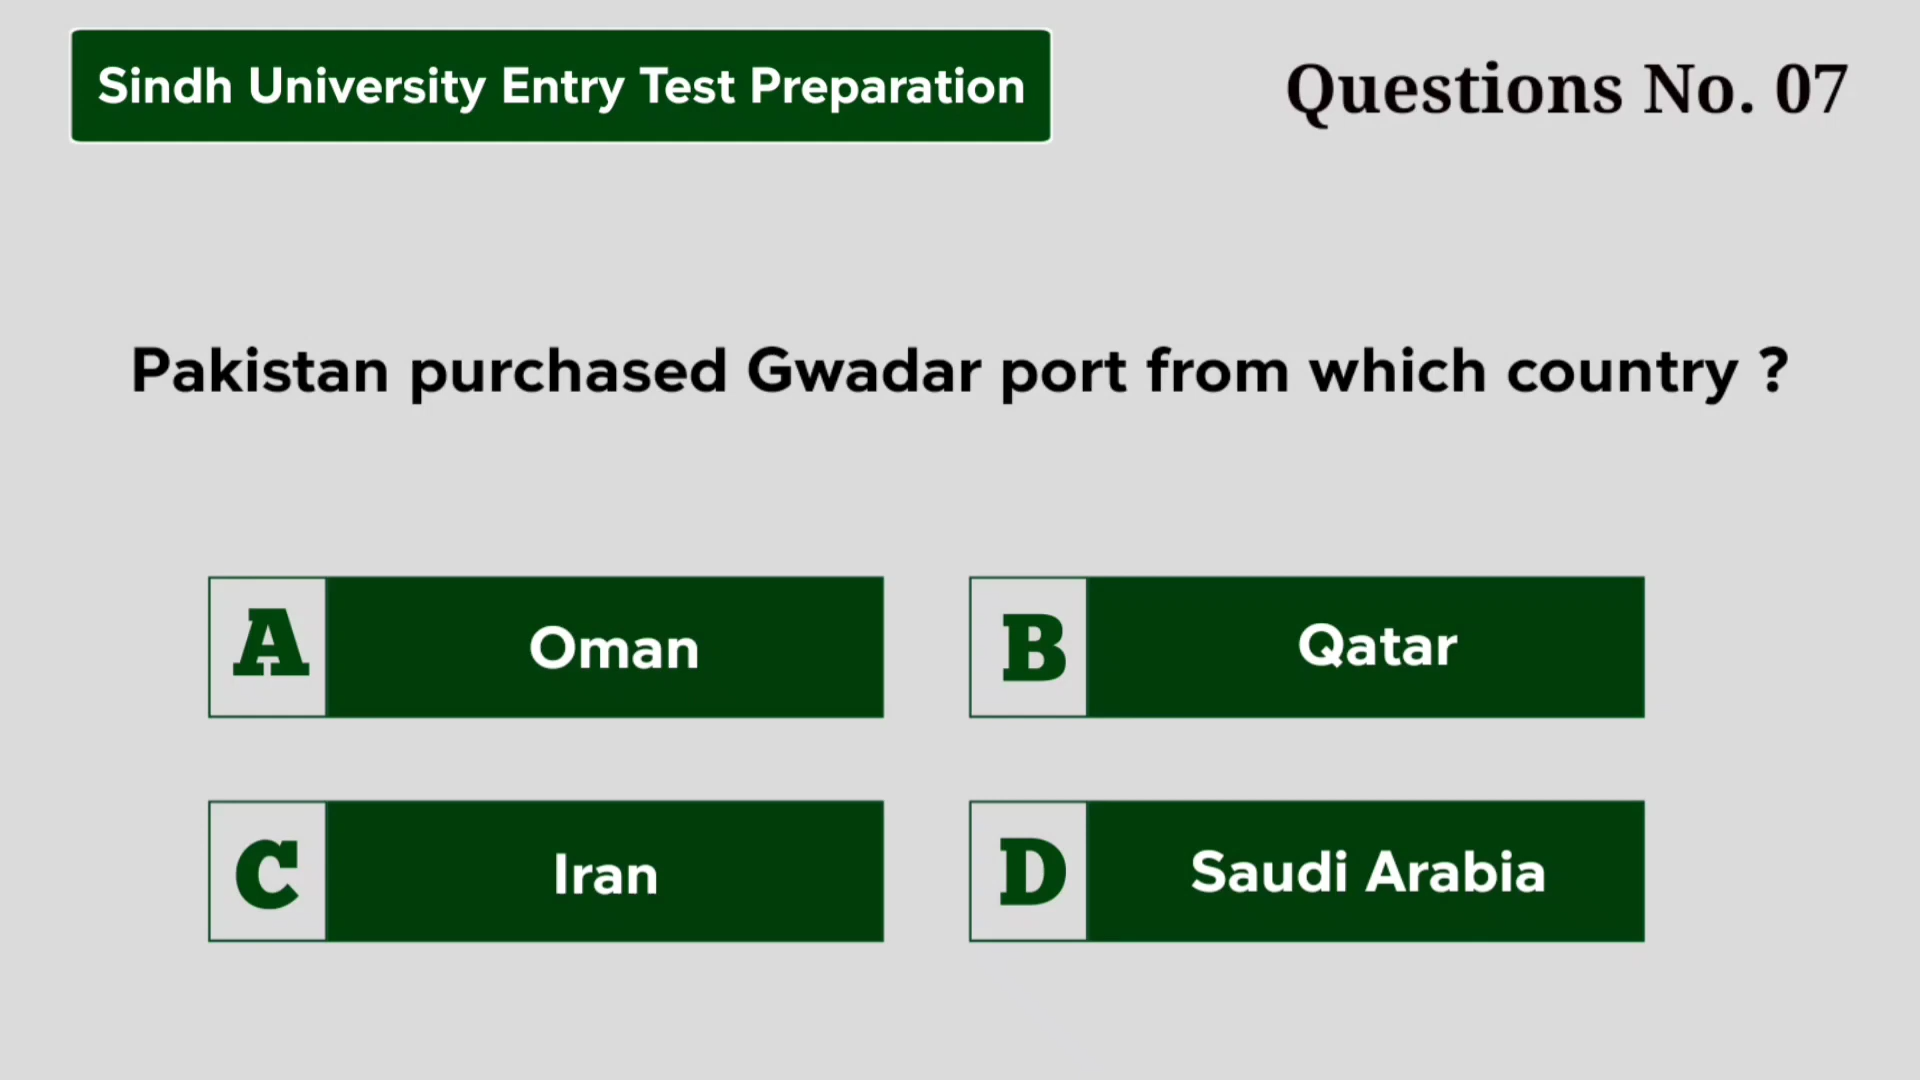 Sindh University Entry Test Preparation
Questions No. 07
Pakistan purchased Gwadar port from which country ?
A Oman
B Qatar
C Iran
D Saudi Arabia